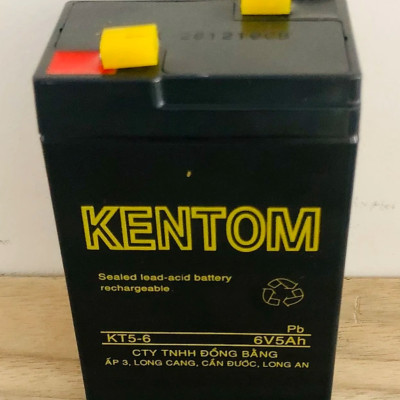 KENTOM
Sealed lead-acid battery
rechargeable
Pb
KT5-6 6V5Ah
CTY TNHH ĐỒNG BẰNG
ẤP 3, LONG CANG, CẦN ĐƯỚC, LONG AN